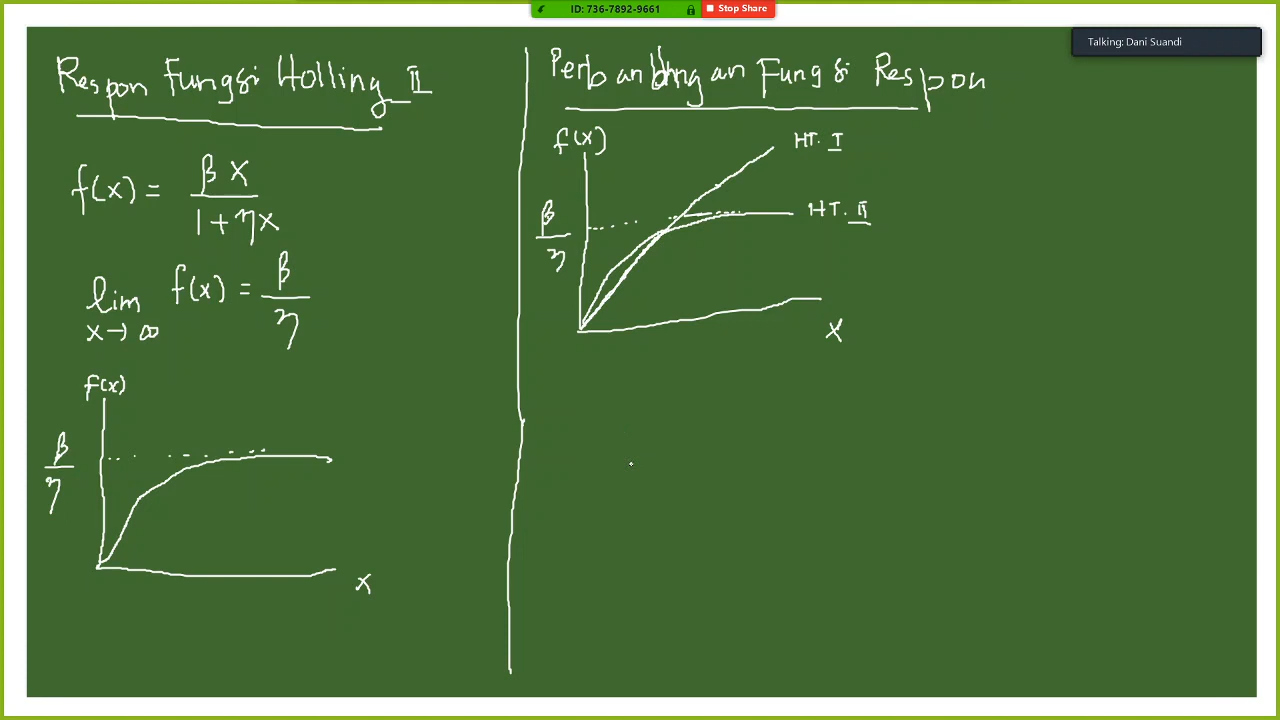 ID: 736-7892-9661
Stop Share
Talking: Dani Suandi
Respon Fungsi Holling II
f(x) = βx / 1+ηx
lim x→∞ f(x) = β/η
f(x)
β/η
x
Perbandingan Fungsi Respon
f(x)
HT. I
β/η
HT. II
x